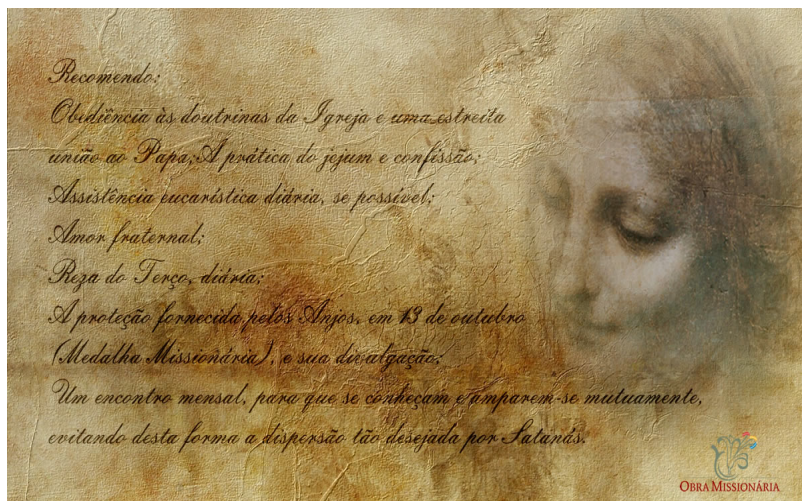 Recomendo:
Obediência às doutrinas da Igreja e uma estreita
união ao Papa; A prática do jejum e confissão;
Assistência eucarística diária, se possível;
Amor fraternal;
Reza do Terço, diária;
A proteção fornecida pelos Anjos, em 13 de outubro
(Medalha Missionária), e sua divulgação;
Um encontro mensal, para que se conheçam e amparem-se mutuamente,
evitando desta forma a dispersão tão desejada por Satanás.
OBRA MISSIONÁRIA